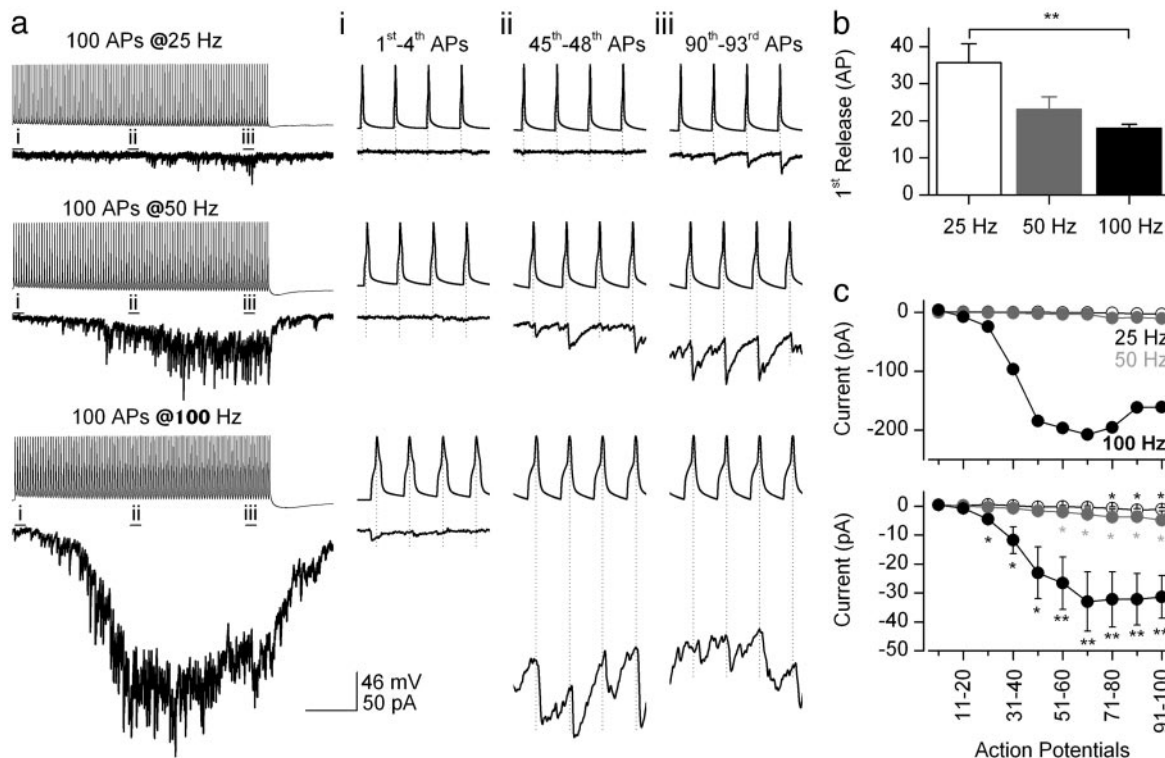 a
100 APs @25 Hz
i
ii
iii
100 APs @50 Hz
i
ii
iii
100 APs @100 Hz
i
ii
iii
46 mV
50 pA
i
1st-4th APs
ii
45th-48th APs
iii
90th-93rd APs
b
**
1st Release (AP)
40
30
20
10
0
25 Hz
50 Hz
100 Hz
c
Current (pA)
0
-100
-200
25 Hz
50 Hz
100 Hz
Current (pA)
0
-10
-20
-30
-40
-50
* * *
* * * * *
* * * ** ** ** ** **
11-20
31-40
51-60
71-80
91-100
Action Potentials